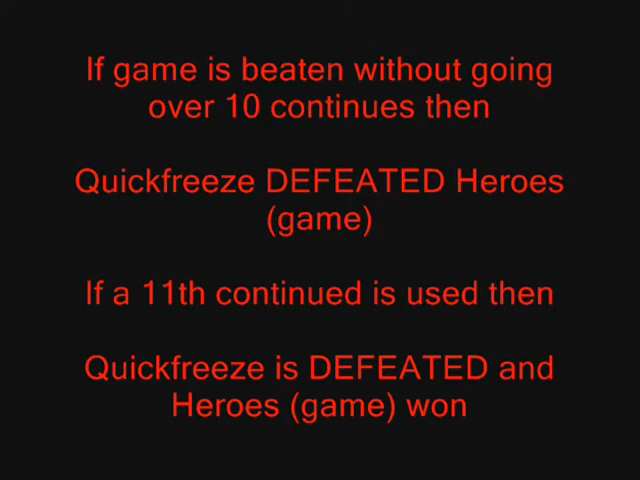 If game is beaten without going
over 10 continues then
Quickfreeze DEFEATED Heroes
(game)
If a 11th continued is used then
Quickfreeze is DEFEATED and
Heroes (game) won